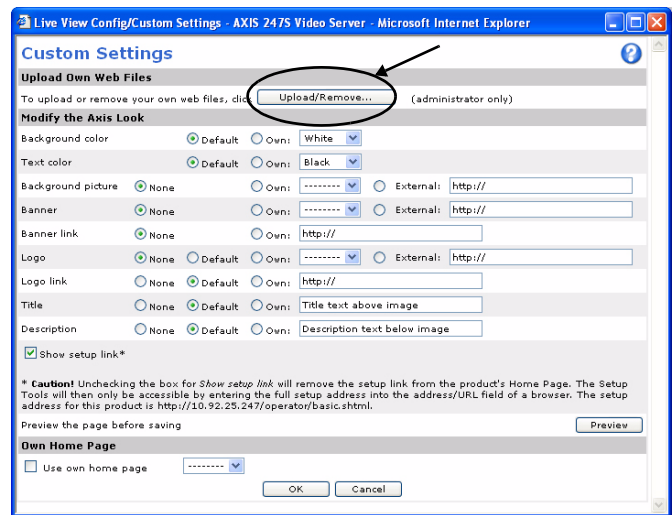 Live View Config/Custom Settings - AXIS 247S Video Server - Microsoft Internet Explorer
Custom Settings ?
Upload Own Web Files
To upload or remove your own web files, click Upload/Remove... (administrator only)
Modify the Axis Look
Background color Default Own: White
Text color Default Own: Black
Background picture None Own: -------- External: http://
Banner None Own: -------- External: http://
Banner link None Own: http://
Logo None Default Own: -------- External: http://
Logo link None Default Own: http://
Title None Default Own: Title text above image
Description None Default Own: Description text below image
Show setup link*
* Caution! Unchecking the box for Show setup link will remove the setup link from the product's Home Page. The Setup
Tools will then only be accessible by entering the full setup address into the address/URL field of a browser. The setup
address for this product is http://10.92.25.247/operator/basic.shtml.
Preview the page before saving Preview
Own Home Page
Use own home page --------
OK Cancel